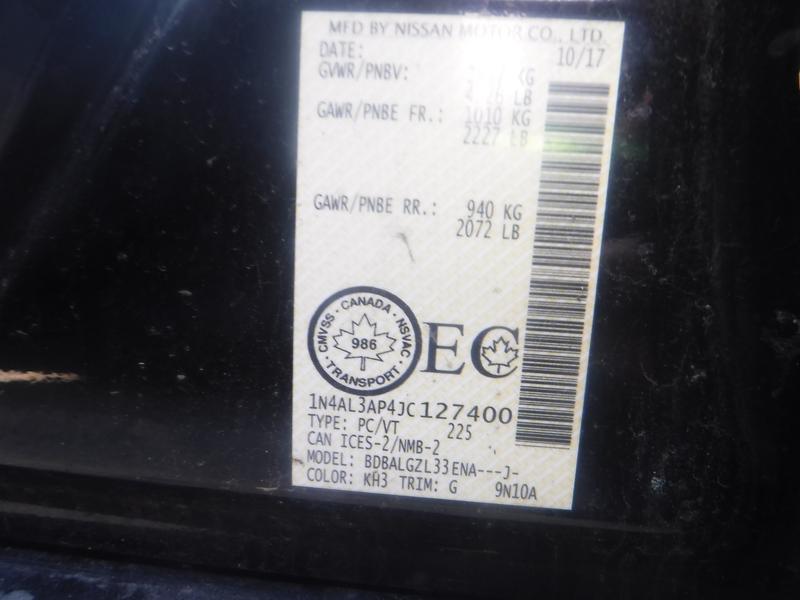 MFD BY NISSAN MOTOR CO., LTD.
DATE: 10/17
GVWR/PNBV: KG
LB
GAWR/PNBE FR.: 1010 KG
2227 LB
GAWR/PNBE RR.: 940 KG
2072 LB
CMVSS · CANADA · NSVAC · TRANSPORT ·
986
EC
1N4AL3AP4JC127400
TYPE: PC/VT 225
CAN ICES-2/NMB-2
MODEL: BDBALGZL33ENA---J-
COLOR: KH3 TRIM: G 9N10A